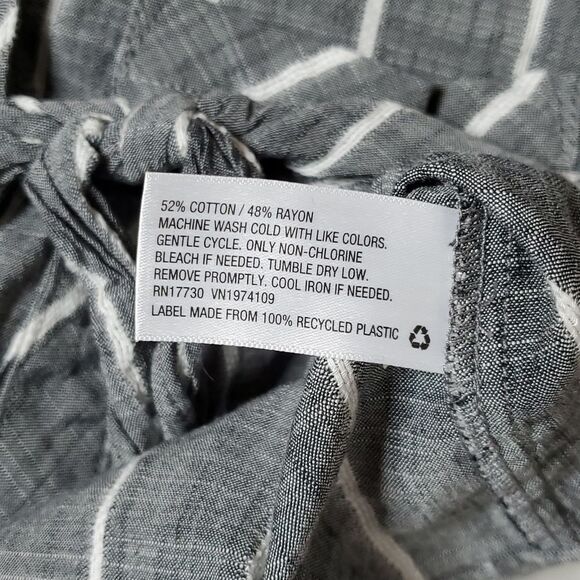 52% COTTON / 48% RAYON
MACHINE WASH COLD WITH LIKE COLORS.
GENTLE CYCLE. ONLY NON-CHLORINE
BLEACH IF NEEDED. TUMBLE DRY LOW.
REMOVE PROMPTLY. COOL IRON IF NEEDED.
RN17730 VN1974109
LABEL MADE FROM 100% RECYCLED PLASTIC